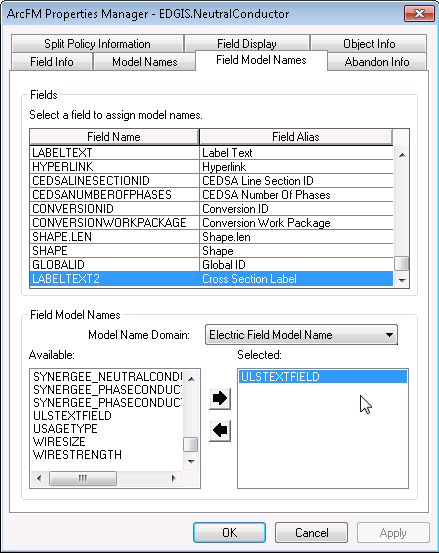 ArcFM Properties Manager - EDGIS.NeutralConductor
Split Policy Information Field Display Object Info
Field Info Model Names Field Model Names Abandon Info
Fields
Select a field to assign model names.
Field Name Field Alias
LABELTEXT Label Text
HYPERLINK Hyperlink
CEDSALINESECTIONID CEDSA Line Section ID
CEDSANUMBEROFPHASES CEDSA Number Of Phases
CONVERSIONID Conversion ID
CONVERSIONWORKPACKAGE Conversion Work Package
SHAPE.LEN Shape.len
SHAPE Shape
GLOBALID Global ID
LABELTEXT2 Cross Section Label
Field Model Names
Model Name Domain: Electric Field Model Name
Available: Selected:
SYNERGEE_NEUTRALCONDU ULSTEXTFIELD
SYNERGEE_PHASECONDUCT
SYNERGEE_PHASECONDUCT
ULSTEXTFIELD
USAGETYPE
WIRESIZE
WIRESTRENGTH
OK Cancel Apply